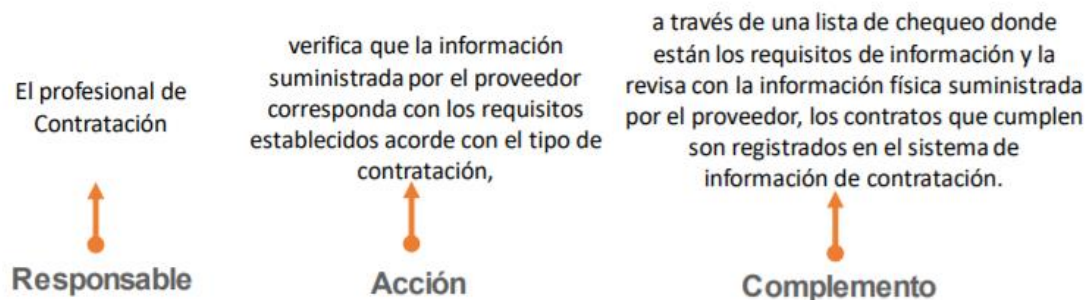 El profesional de
Contratación
verifica que la información
suministrada por el proveedor
corresponda con los requisitos
establecidos acorde con el tipo de
contratación,
a través de una lista de chequeo donde
están los requisitos de información y la
revisa con la información física suministrada
por el proveedor, los contratos que cumplen
son registrados en el sistema de
información de contratación.
Responsable
Acción
Complemento